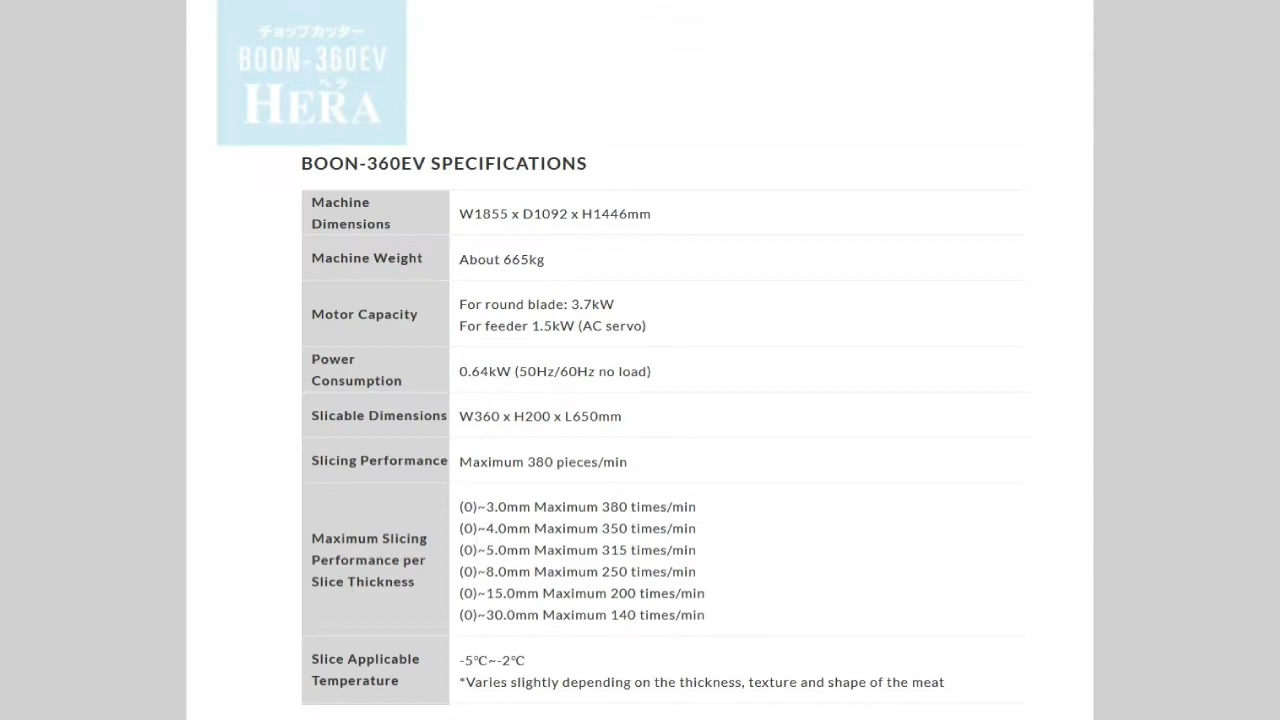 チョップカッター
BOON-360EV
ヘラ
HERA
BOON-360EV SPECIFICATIONS
Machine
Dimensions
W1855 x D1092 x H1446mm
Machine Weight
About 665kg
Motor Capacity
For round blade: 3.7kW
For feeder 1.5kW (AC servo)
Power
Consumption
0.64kW (50Hz/60Hz no load)
Slicable Dimensions
W360 x H200 x L650mm
Slicing Performance
Maximum 380 pieces/min
Maximum Slicing
Performance per
Slice Thickness
(0)~3.0mm Maximum 380 times/min
(0)~4.0mm Maximum 350 times/min
(0)~5.0mm Maximum 315 times/min
(0)~8.0mm Maximum 250 times/min
(0)~15.0mm Maximum 200 times/min
(0)~30.0mm Maximum 140 times/min
Slice Applicable
Temperature
-5℃~-2℃
*Varies slightly depending on the thickness, texture and shape of the meat